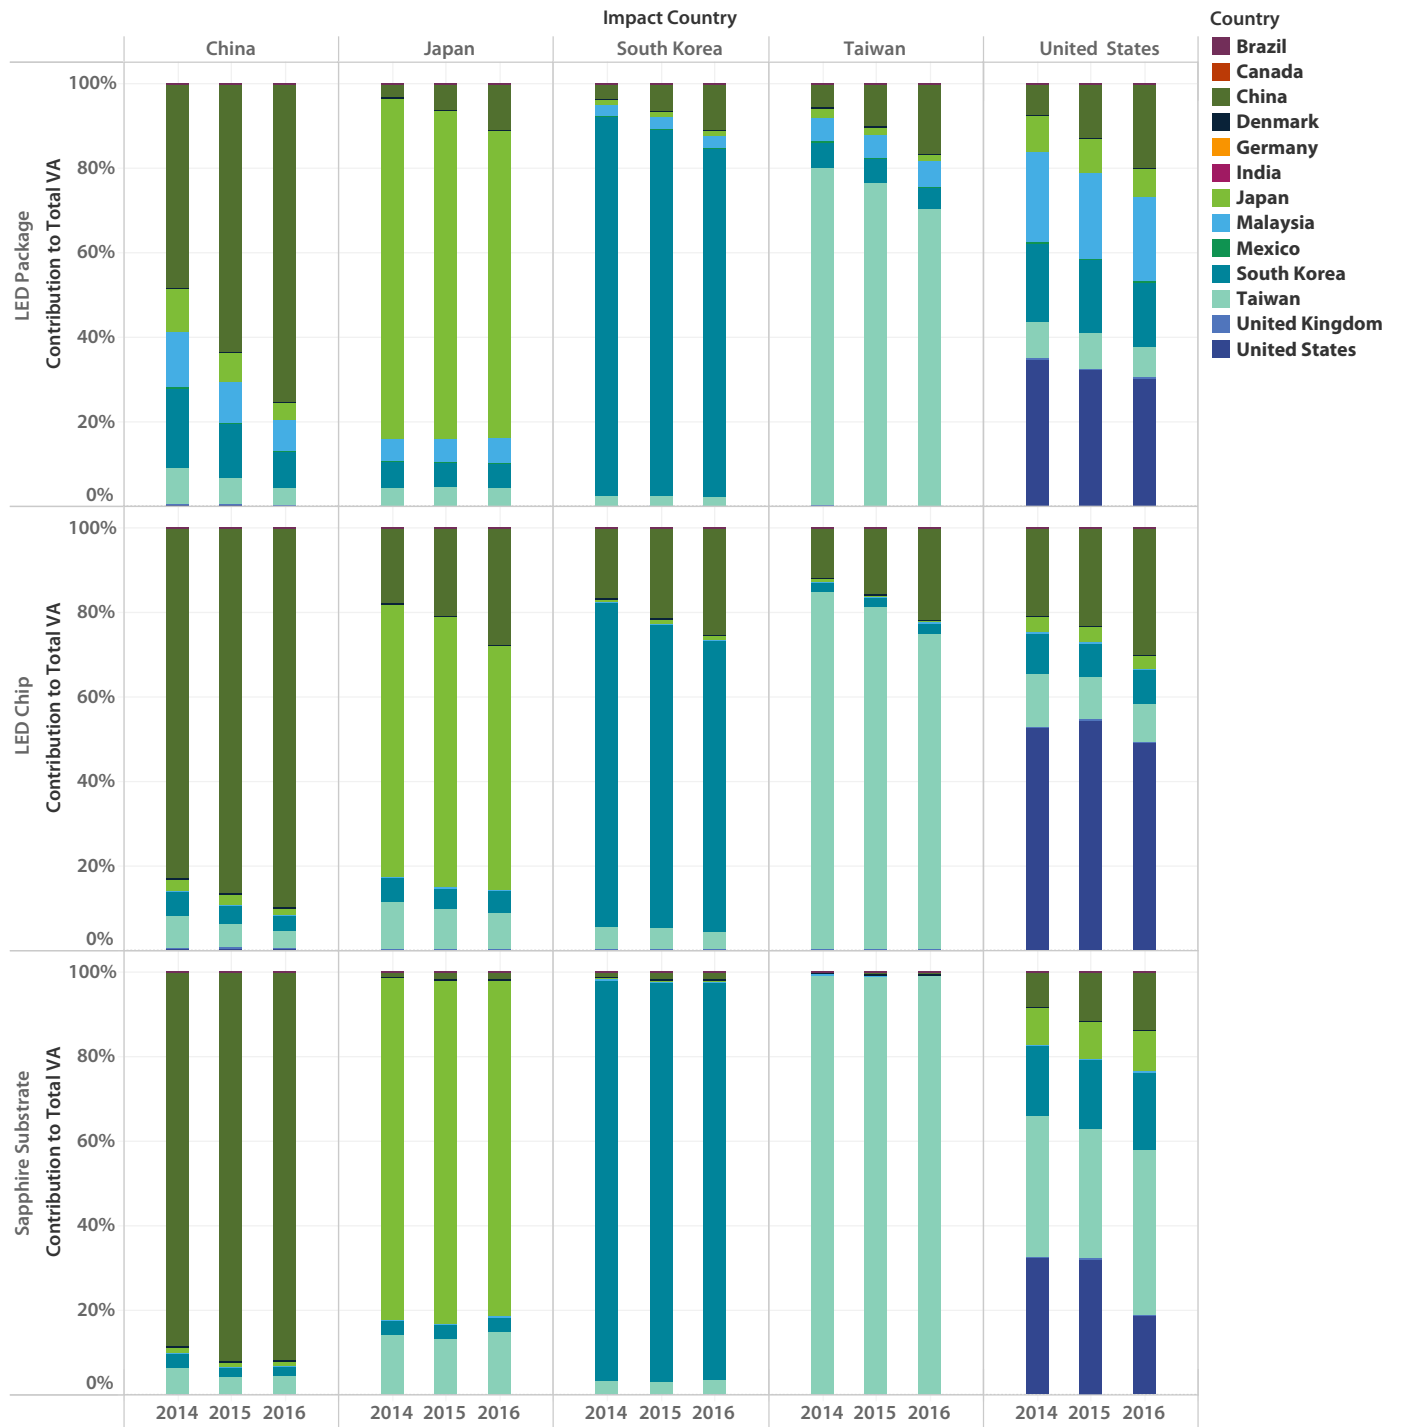 Impact Country
China Japan South Korea Taiwan United States
LED Package
Contribution to Total VA
100%
80%
60%
40%
20%
0%
LED Chip
Contribution to Total VA
100%
80%
60%
40%
20%
0%
Sapphire Substrate
Contribution to Total VA
100%
80%
60%
40%
20%
0%
2014 2015 2016 2014 2015 2016 2014 2015 2016 2014 2015 2016 2014 2015 2016
Country
Brazil
Canada
China
Denmark
Germany
India
Japan
Malaysia
Mexico
South Korea
Taiwan
United Kingdom
United States